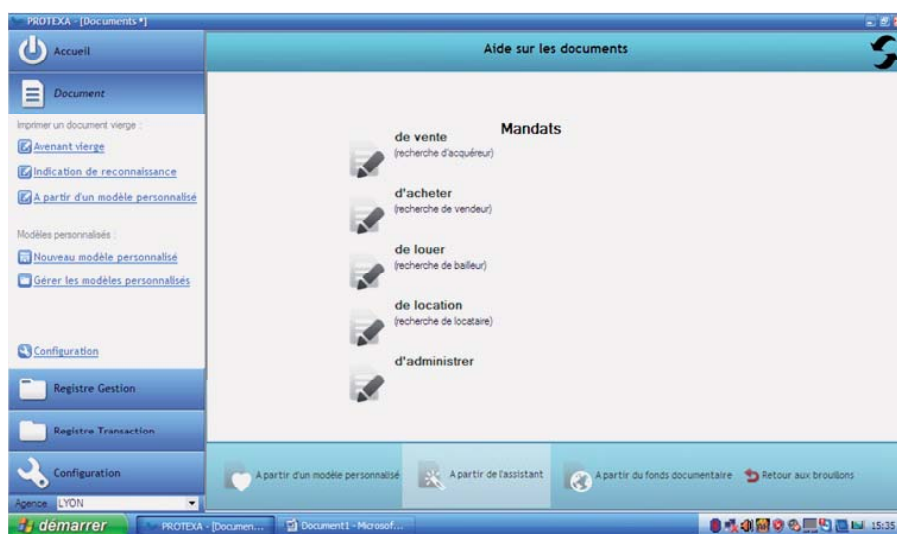 PROTEXA - [Documents *]
Accueil
Aide sur les documents
Document
Imprimer un document vierge :
Avenant vierge
Indication de reconnaissance
A partir d'un modèle personnalisé
Modèles personnalisés :
Nouveau modèle personnalisé
Gérer les modèles personnalisés
Configuration
Registre Gestion
Registre Transaction
Configuration
Agence LYON
Mandats
de vente
(recherche d'acquéreur)
d'acheter
(recherche de vendeur)
de louer
(recherche de bailleur)
de location
(recherche de locataire)
d'administrer
A partir d'un modèle personnalisé
A partir de l'assistant
A partir du fonds documentaire
Retour aux brouillons
démarrer
PROTEXA - [Documen...
Document1 - Microsof...
15:35